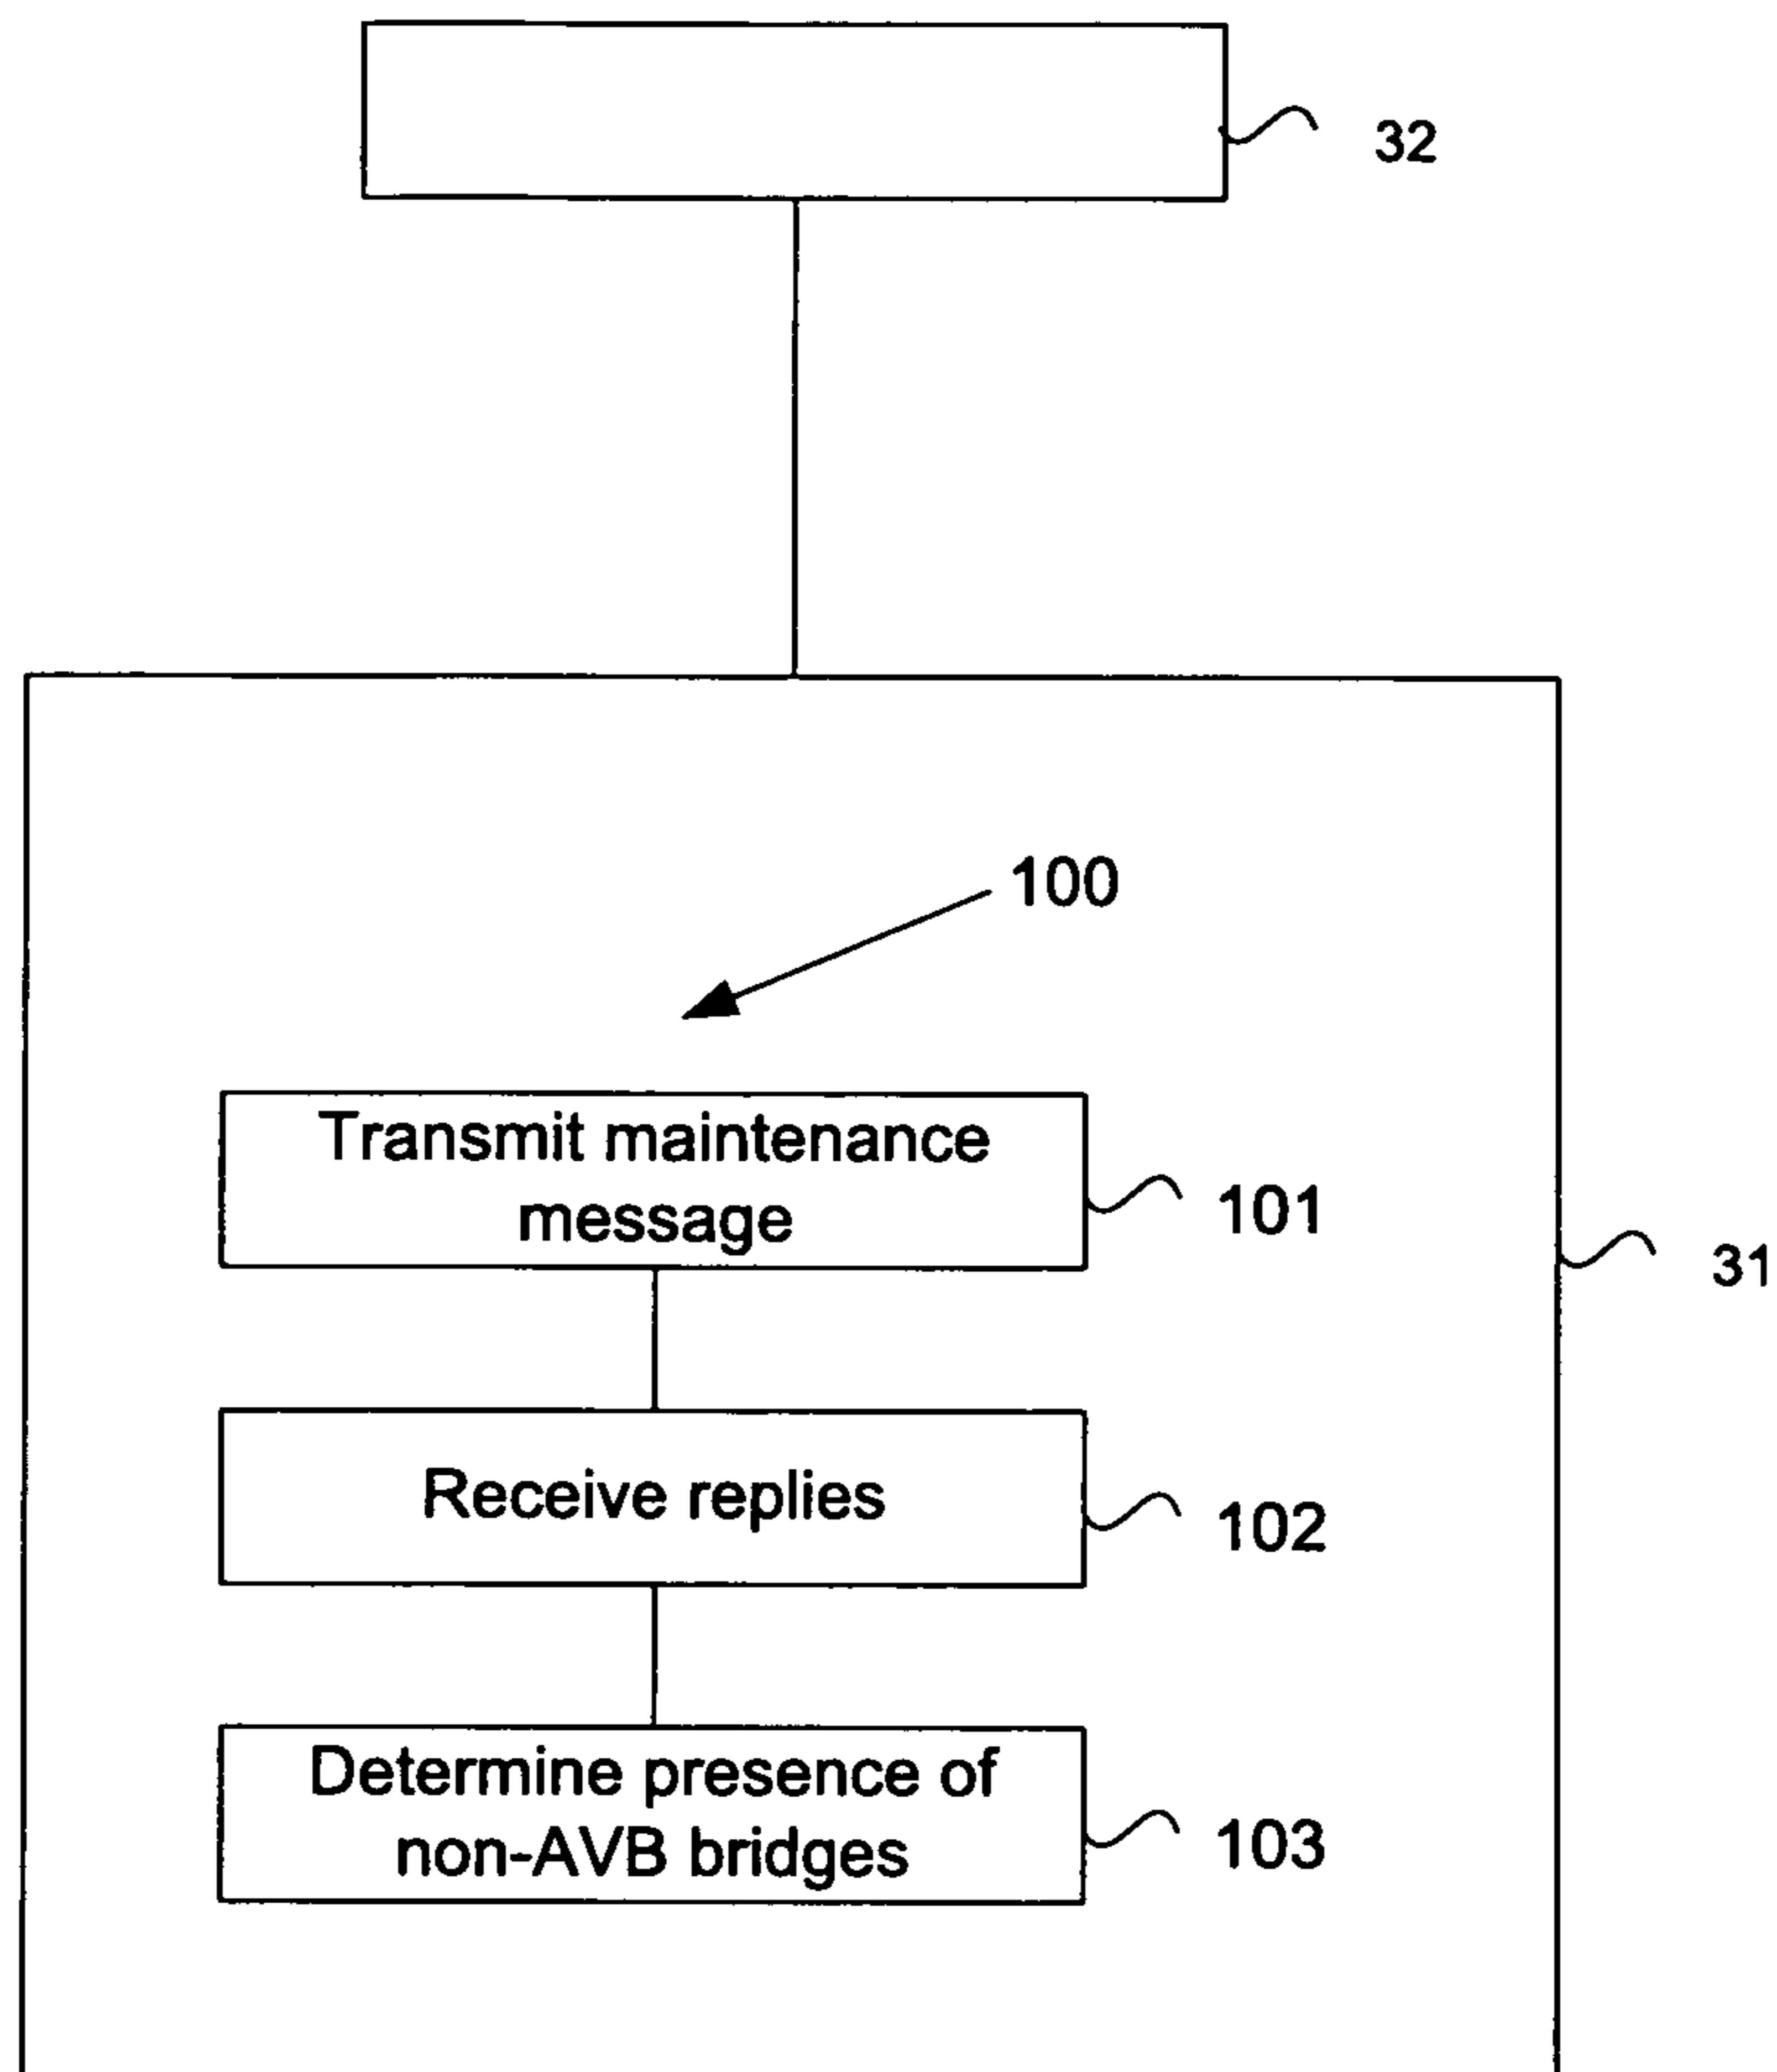 32
100
Transmit maintenance
message
101
31
Receive replies
102
Determine presence of
non-AVB bridges
103